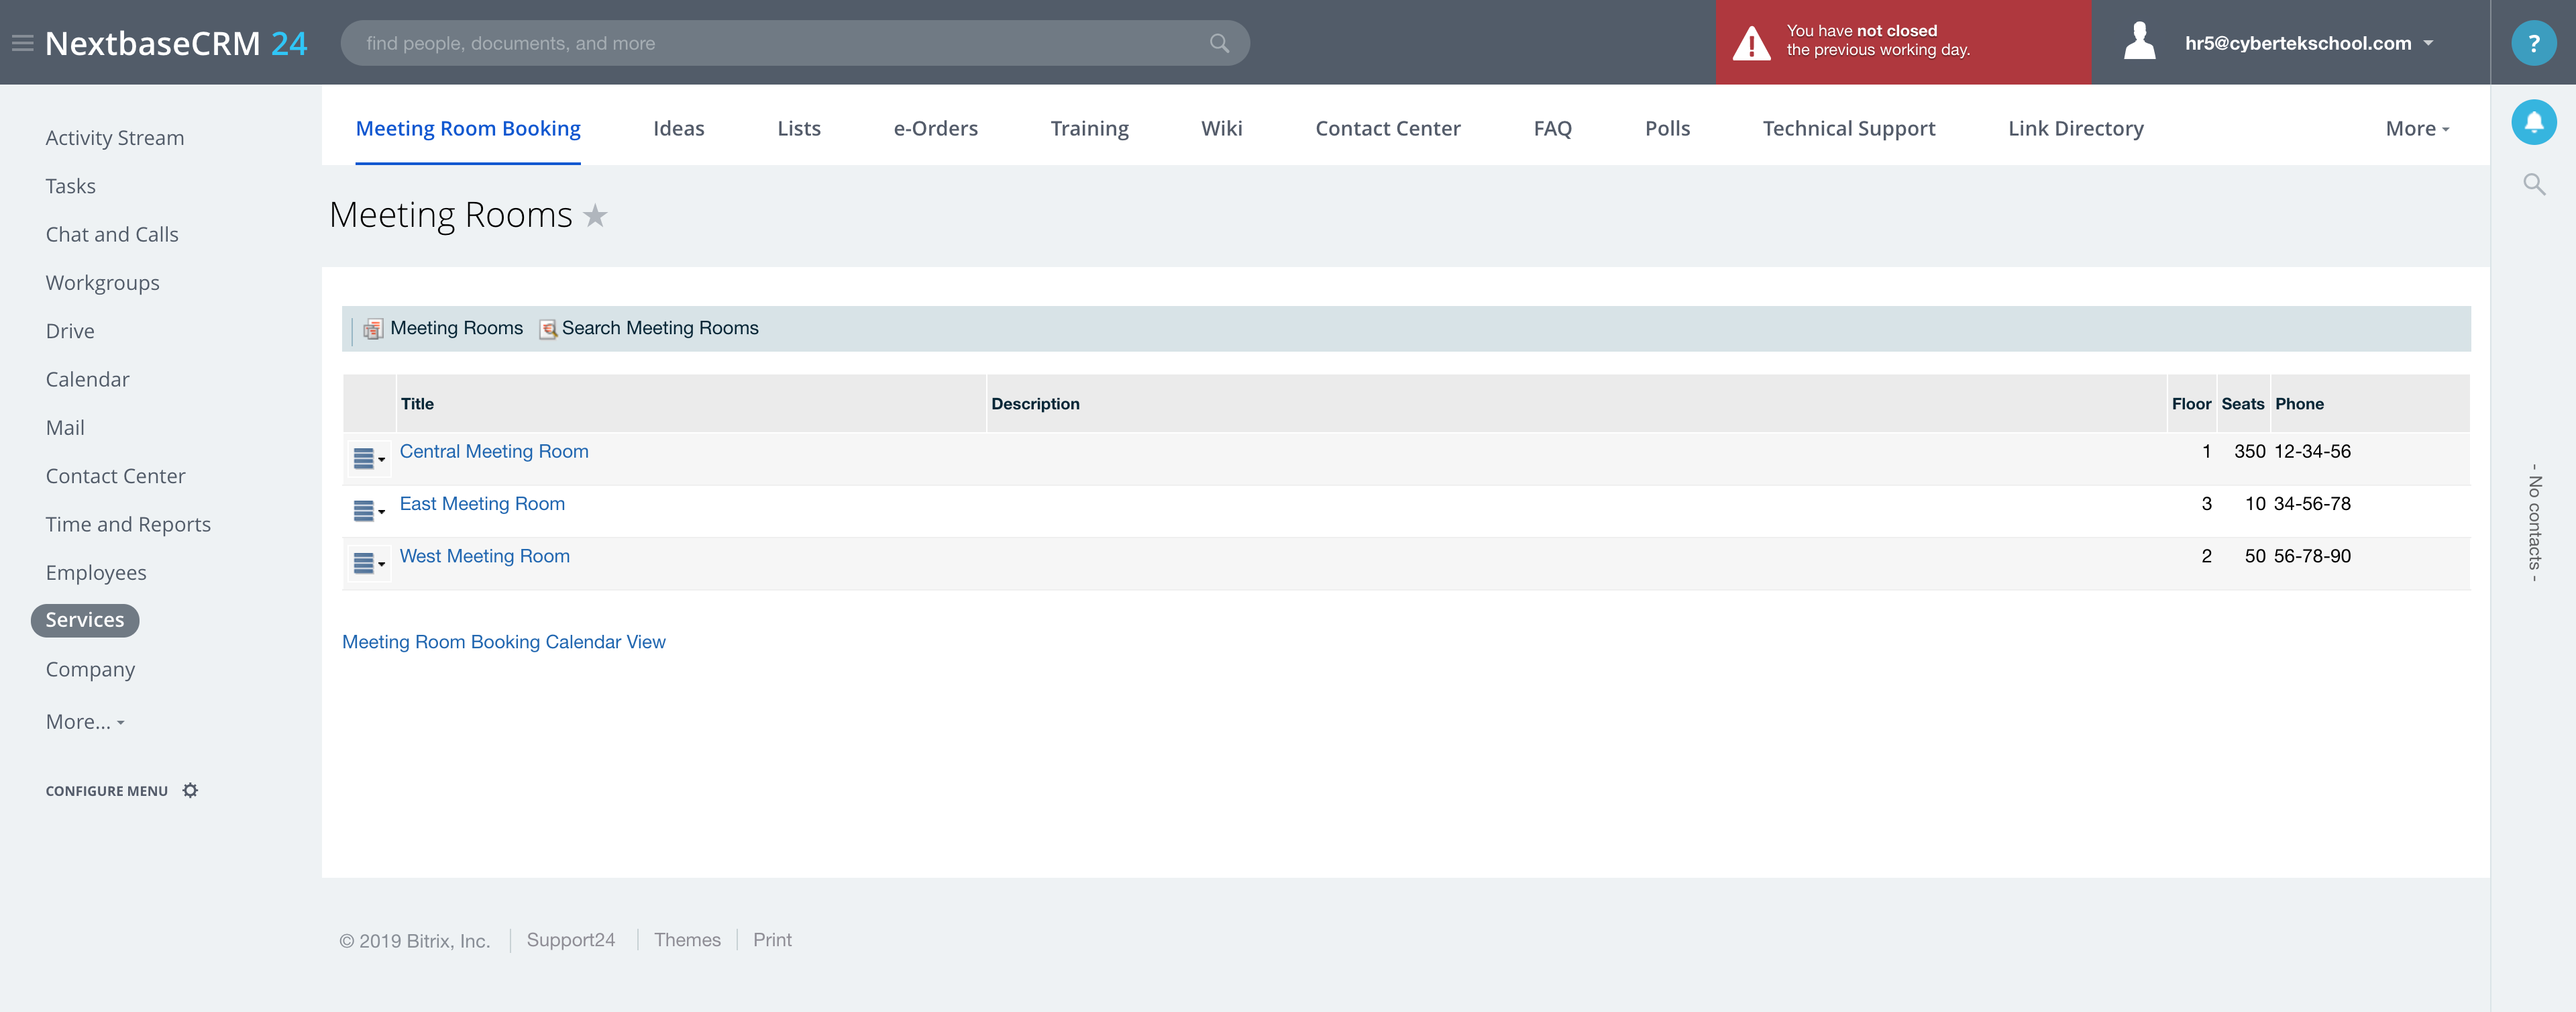 NextbaseCRM 24
find people, documents, and more
You have not closed
the previous working day.
hr5@cybertekschool.com
?
Activity Stream
Tasks
Chat and Calls
Workgroups
Drive
Calendar
Mail
Contact Center
Time and Reports
Employees
Services
Company
More...
CONFIGURE MENU
Meeting Room Booking Ideas Lists e-Orders Training Wiki Contact Center FAQ Polls Technical Support Link Directory More
Meeting Rooms
Meeting Rooms Search Meeting Rooms
Title Description Floor Seats Phone
Central Meeting Room 1 350 12-34-56
East Meeting Room 3 10 34-56-78
West Meeting Room 2 50 56-78-90
Meeting Room Booking Calendar View
- No contacts -
© 2019 Bitrix, Inc. Support24 Themes Print